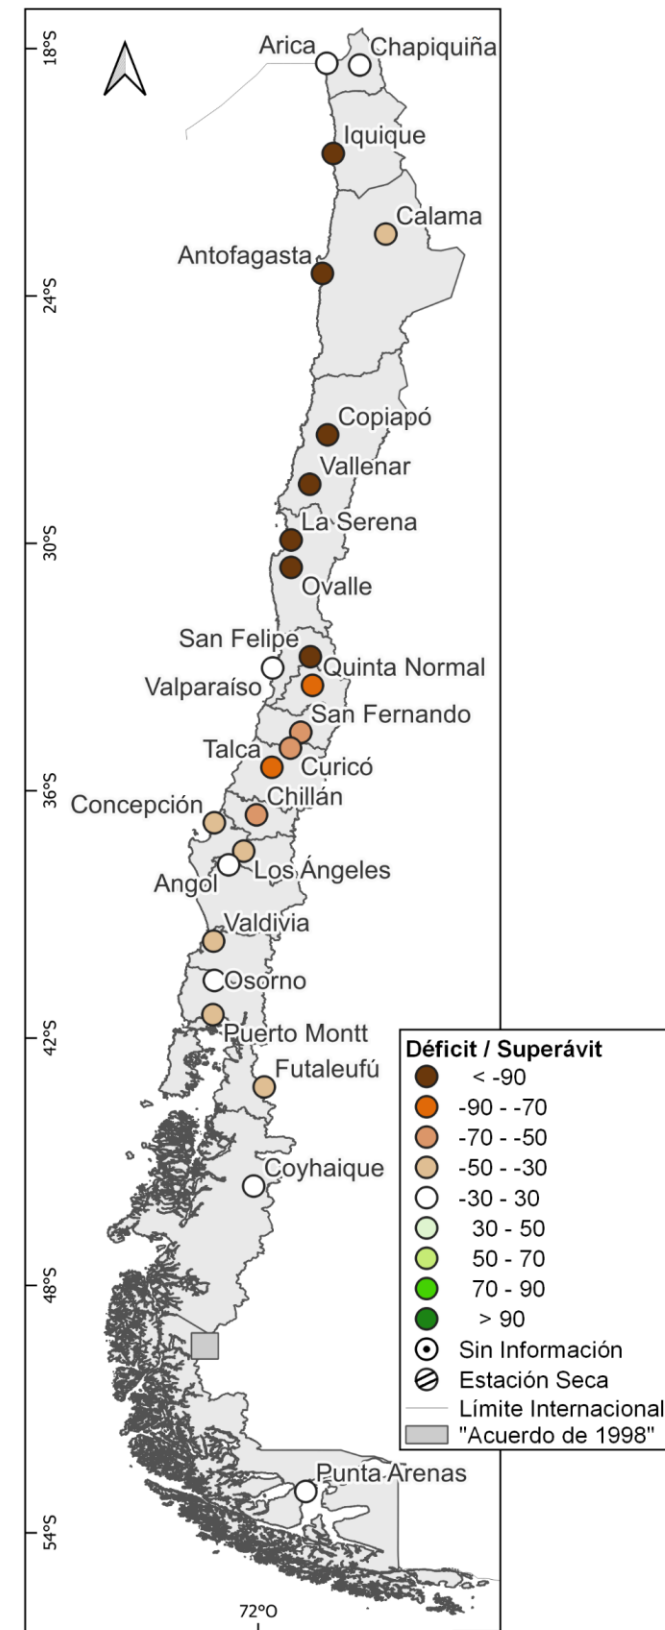 18°S
Arica
Chapiquiña
Iquique
Calama
Antofagasta
24°S
Copiapó
Vallenar
La Serena
30°S
Ovalle
San Felipe
Quinta Normal
Valparaíso
San Fernando
Talca
Curicó
36°S
Chillán
Concepción
Los Ángeles
Angol
Valdivia
Osorno
Puerto Montt
42°S
Futaleufú
Coyhaique
48°S
Punta Arenas
54°S
72°O
Déficit / Superávit
< -90
-90 - -70
-70 - -50
-50 - -30
-30 - 30
30 - 50
50 - 70
70 - 90
> 90
Sin Información
Estación Seca
Límite Internacional
"Acuerdo de 1998"